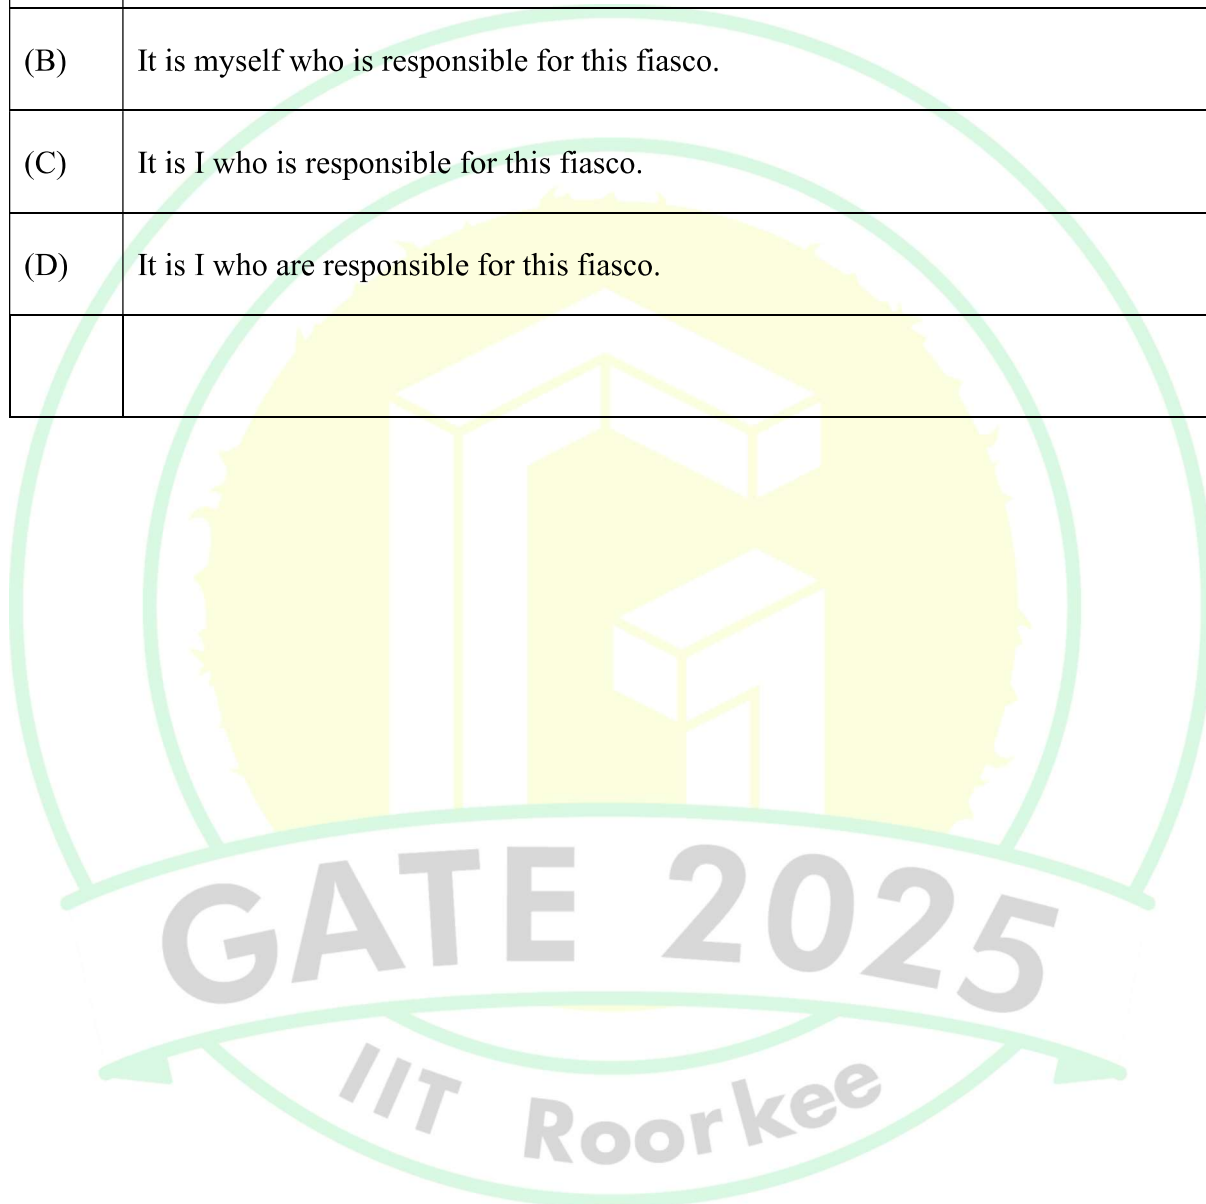 (B) It is myself who is responsible for this fiasco.
(C) It is I who is responsible for this fiasco.
(D) It is I who are responsible for this fiasco.
GATE 2025
IIT Roorkee